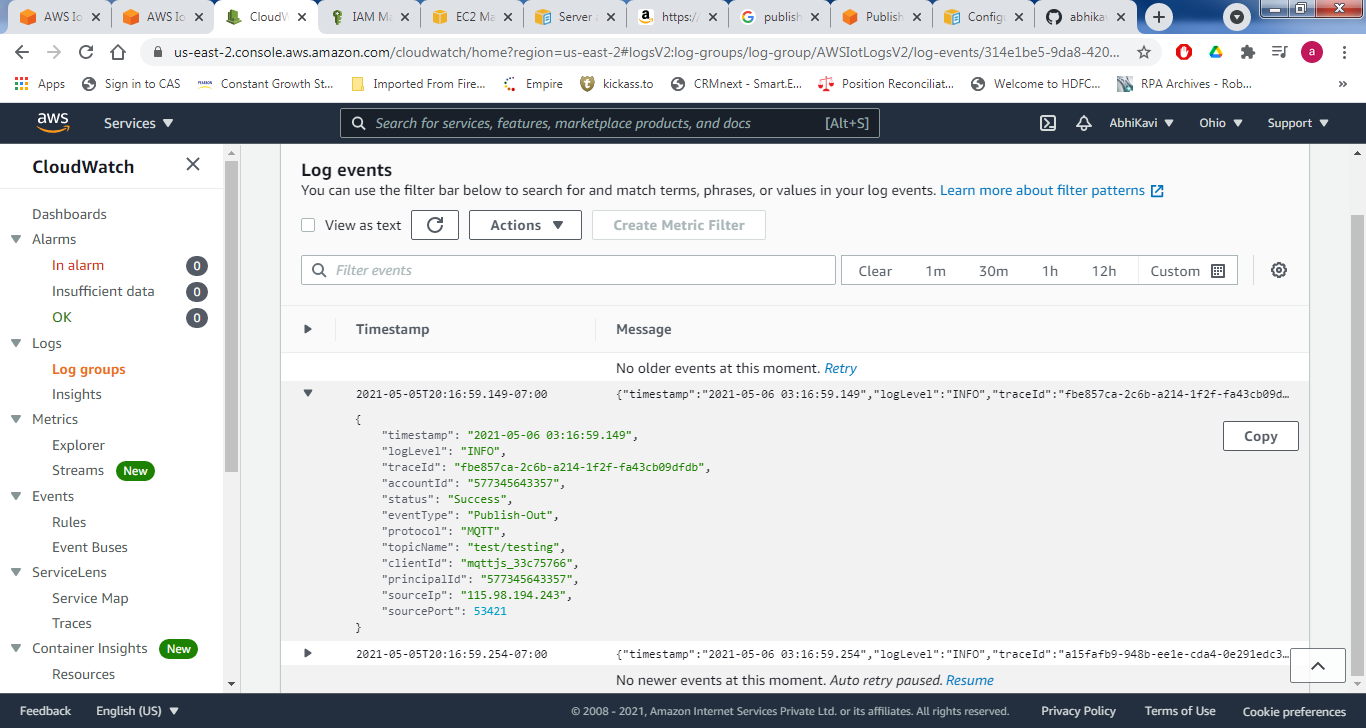 AWS Io
AWS Io
CloudW
IAM Ma
EC2 Ma
Server a
https:/
publish
Publish
Config
abhika
us-east-2.console.aws.amazon.com/cloudwatch/home?region=us-east-2#logsV2:log-groups/log-group/AWSIotLogsV2/log-events/314e1be5-9da8-420...
a
Apps
Sign in to CAS
Constant Growth St...
Imported From Fire...
Empire
kickass.to
CRMnext - Smart.E...
Position Reconciliat...
Welcome to HDFC...
RPA Archives - Rob...
»
aws
Services
Search for services, features, marketplace products, and docs [Alt+S]
AbhiKavi
Ohio
Support
CloudWatch
Dashboards
Alarms
In alarm 0
Insufficient data 0
OK 0
Logs
Log groups
Insights
Metrics
Explorer
Streams New
Events
Rules
Event Buses
ServiceLens
Service Map
Traces
Container Insights New
Resources
Log events
You can use the filter bar below to search for and match terms, phrases, or values in your log events. Learn more about filter patterns
View as text
Actions
Create Metric Filter
Filter events
Clear 1m 30m 1h 12h Custom
Timestamp Message
No older events at this moment. Retry
2021-05-05T20:16:59.149-07:00 {"timestamp":"2021-05-06 03:16:59.149","logLevel":"INFO","traceId":"fbe857ca-2c6b-a214-1f2f-fa43cb09d…
{
"timestamp": "2021-05-06 03:16:59.149",
"logLevel": "INFO",
"traceId": "fbe857ca-2c6b-a214-1f2f-fa43cb09dfdb",
"accountId": "577345643357",
"status": "Success",
"eventType": "Publish-Out",
"protocol": "MQTT",
"topicName": "test/testing",
"clientId": "mqttjs_33c75766",
"principalId": "577345643357",
"sourceIp": "115.98.194.243",
"sourcePort": 53421
}
Copy
2021-05-05T20:16:59.254-07:00 {"timestamp":"2021-05-06 03:16:59.254","logLevel":"INFO","traceId":"a15fafb9-948b-ee1e-cda4-0e291edc3…
No newer events at this moment. Auto retry paused. Resume
Feedback
English (US)
© 2008 - 2021, Amazon Internet Services Private Ltd. or its affiliates. All rights reserved.
Privacy Policy
Terms of Use
Cookie preferences